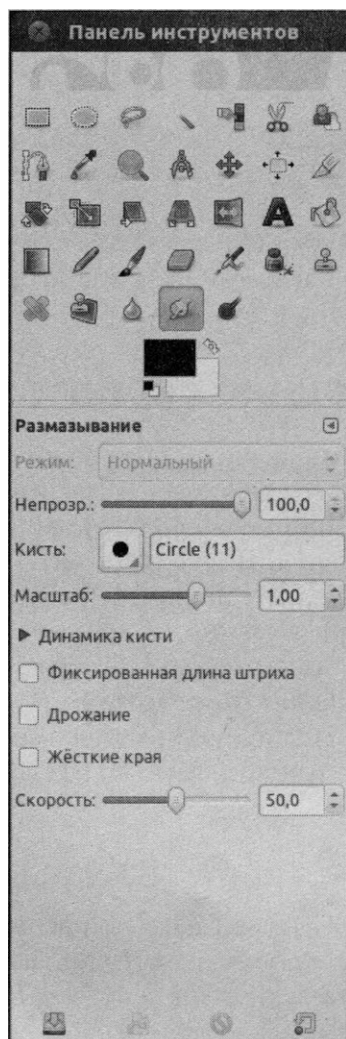 Панель инструментов
Размазывание
Режим: Нормальный
Непрозр.: 100,0
Кисть: Circle (11)
Масштаб: 1,00
Динамика кисти
Фиксированная длина штриха
Дрожание
Жёсткие края
Скорость: 50,0